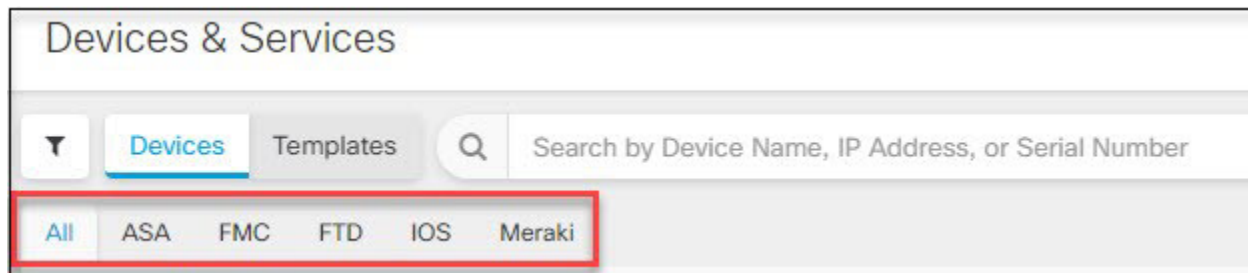 Devices & Services
Devices Templates Search by Device Name, IP Address, or Serial Number
All ASA FMC FTD IOS Meraki